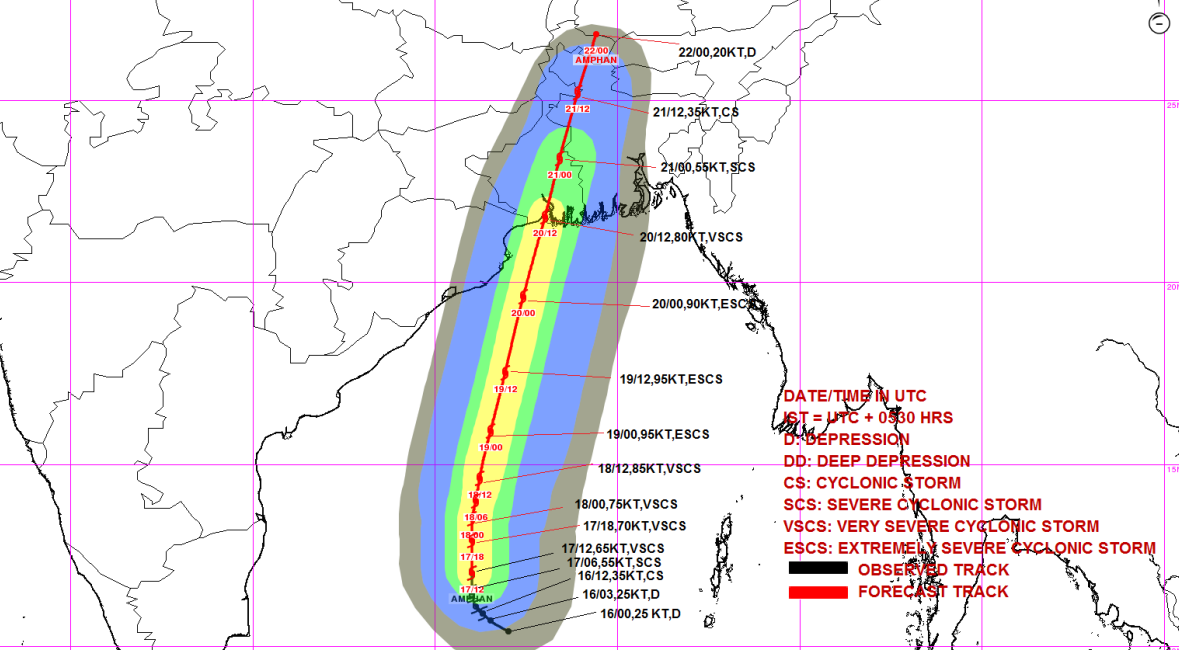 22/00
AMPHAN
22/00,20KT,D
25
21/12
21/12,35KT,CS
21/00
21/00,55KT,SCS
20/12
20/12,80KT,VSCS
20
20/00
20/00,90KT,ESCS
19/12
19/12,95KT,ESCS
19/00
19/00,95KT,ESCS
18/12
18/12,85KT,VSCS
15
18/06
18/00,75KT,VSCS
18/00
17/18,70KT,VSCS
17/18
17/12,65KT,VSCS
17/06,55KT,SCS
17/12
16/12,35KT,CS
AMPHAN
16/03,25KT,D
16/00,25 KT,D
DATE/TIME IN UTC
IST = UTC + 0530 HRS
D: DEPRESSION
DD: DEEP DEPRESSION
CS: CYCLONIC STORM
SCS: SEVERE CYCLONIC STORM
VSCS: VERY SEVERE CYCLONIC STORM
ESCS: EXTREMELY SEVERE CYCLONIC STORM
OBSERVED TRACK
FORECAST TRACK